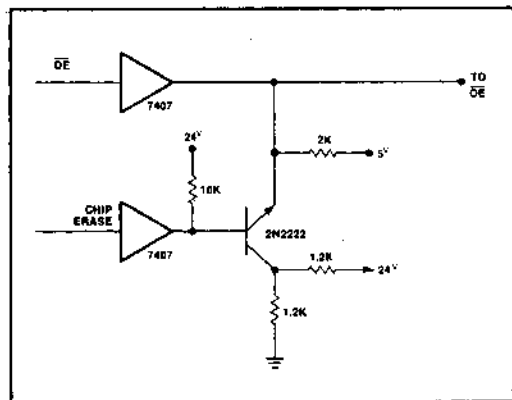 OE
TO
OE
7407
2K
5V
24V
10K
CHIP
ERASE
2N2222
7407
1.2K
24V
1.2K